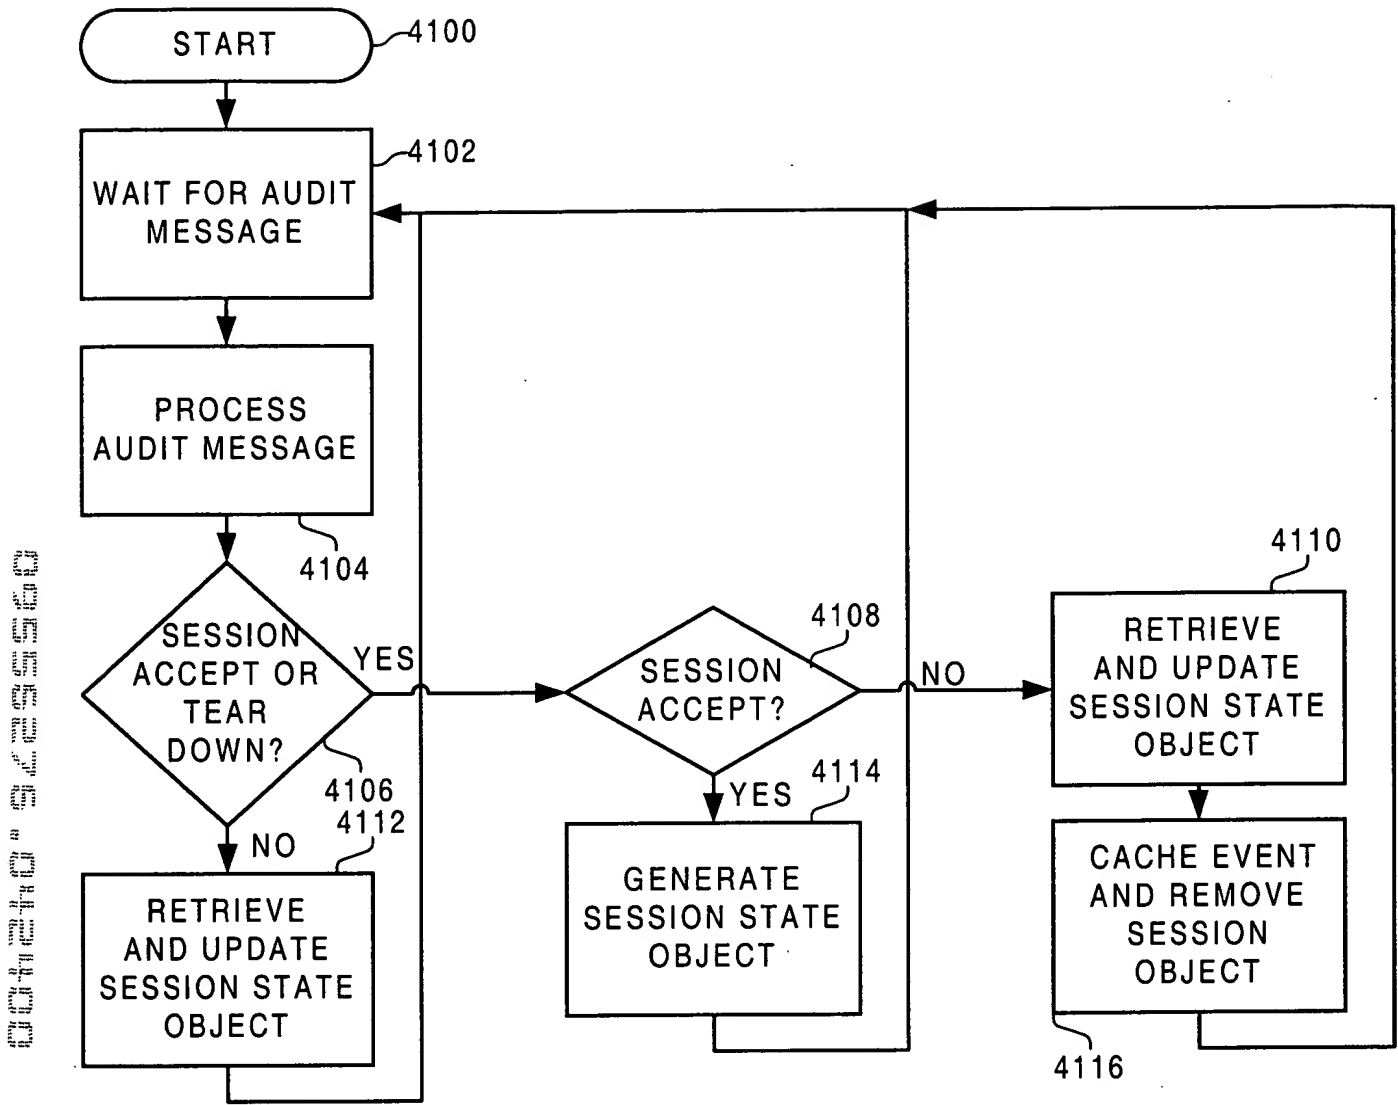 START
4100
4102
WAIT FOR AUDIT
MESSAGE
PROCESS
AUDIT MESSAGE
4104
SESSION
ACCEPT OR
TEAR
DOWN?
YES
4106
NO
4112
RETRIEVE
AND UPDATE
SESSION STATE
OBJECT
4108
SESSION
ACCEPT?
NO
YES
4114
GENERATE
SESSION STATE
OBJECT
4110
RETRIEVE
AND UPDATE
SESSION STATE
OBJECT
CACHE EVENT
AND REMOVE
SESSION
OBJECT
4116